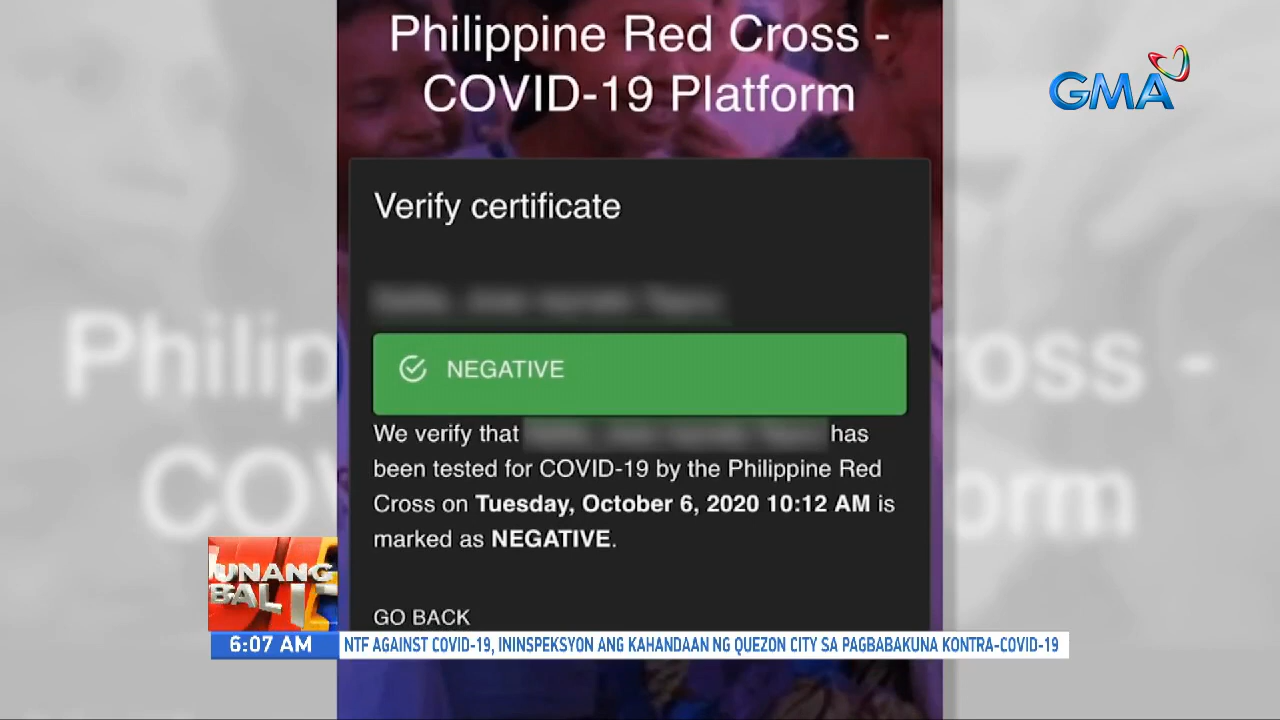 Philippine Red Cross -
COVID-19 Platform
GMA
Verify certificate
NEGATIVE
We verify that has
been tested for COVID-19 by the Philippine Red
Cross on Tuesday, October 6, 2020 10:12 AM is
marked as NEGATIVE.
GO BACK
UNANG
BALIT
6:07 AM NTF AGAINST COVID-19, ININSPEKSYON ANG KAHANDAAN NG QUEZON CITY SA PAGBABAKUNA KONTRA-COVID-19